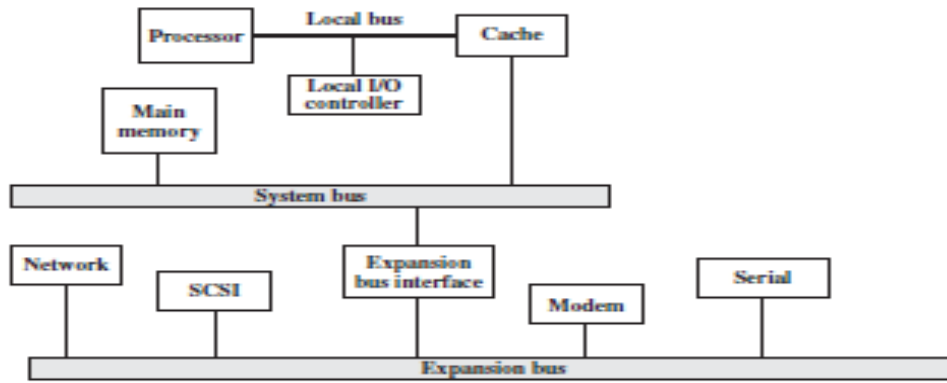 Local bus
Processor
Cache
Local I/O
controller
Main
memory
System bus
Network
SCSI
Expansion
bus interface
Modem
Serial
Expansion bus